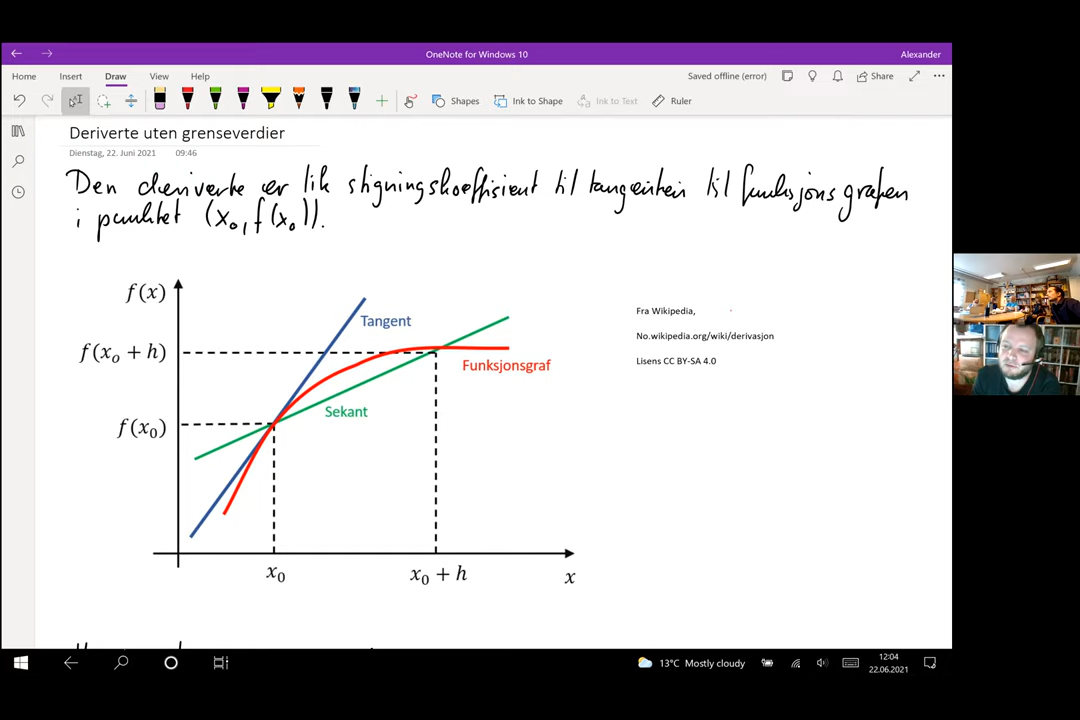 OneNote for Windows 10
Alexander
Home Insert Draw View Help
Saved offline (error) Share
Shapes Ink to Shape Ink to Text Ruler
Deriverte uten grenseverdier
Dienstag, 22. Juni 2021 09:46
Den deriverte er lik stigningskoeffisient til tangenten til funksjonsgrafen
i punktet (x₀, f(x₀)).
f(x)
Tangent
f(xₒ + h)
Funksjonsgraf
Sekant
f(x₀)
x₀ x₀ + h x
Fra Wikipedia,
No.wikipedia.org/wiki/derivasjon
Lisens CC BY-SA 4.0
13°C Mostly cloudy
12:04
22.06.2021